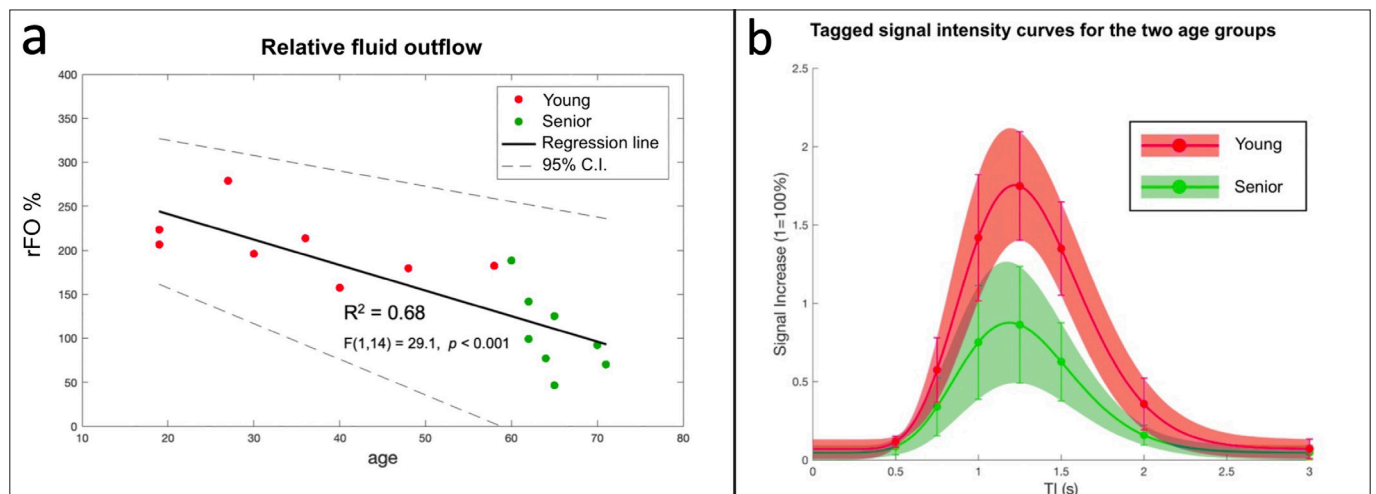 a
Relative fluid outflow
400
350
300
250
200
150
100
50
0
rFO %
10
20
30
40
50
60
70
80
age
Young
Senior
Regression line
95% C.I.
R² = 0.68
F(1,14) = 29.1, p < 0.001
b
Tagged signal intensity curves for the two age groups
2.5
2
1.5
1
0.5
0
Signal Increase (1=100%)
0
0.5
1
1.5
2
2.5
3
TI (s)
Young
Senior